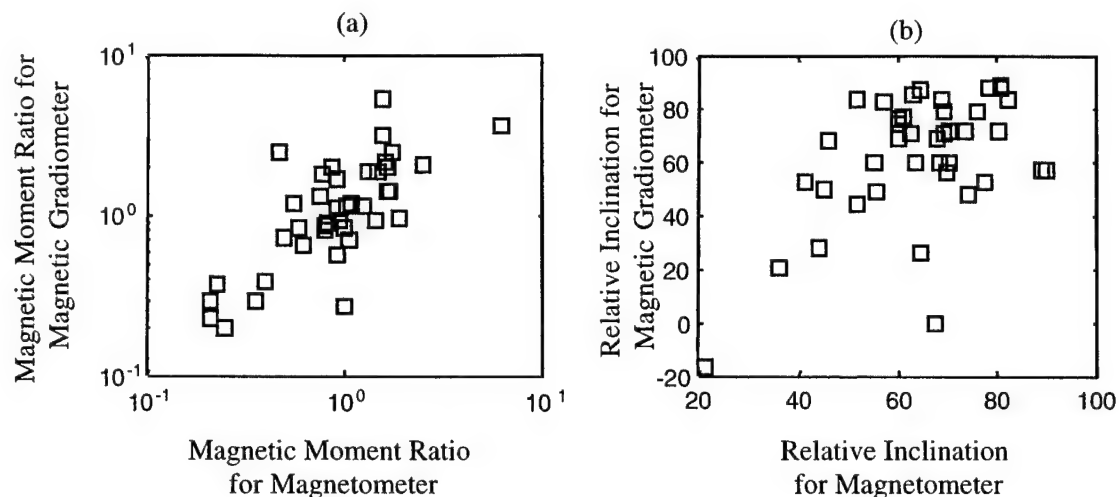 (a)
Magnetic Moment Ratio for
Magnetic Gradiometer
10^1
10^0
10^-1
10^-1
10^0
10^1
Magnetic Moment Ratio
for Magnetometer
(b)
Relative Inclination for
Magnetic Gradiometer
100
80
60
40
20
0
-20
20
40
60
80
100
Relative Inclination
for Magnetometer